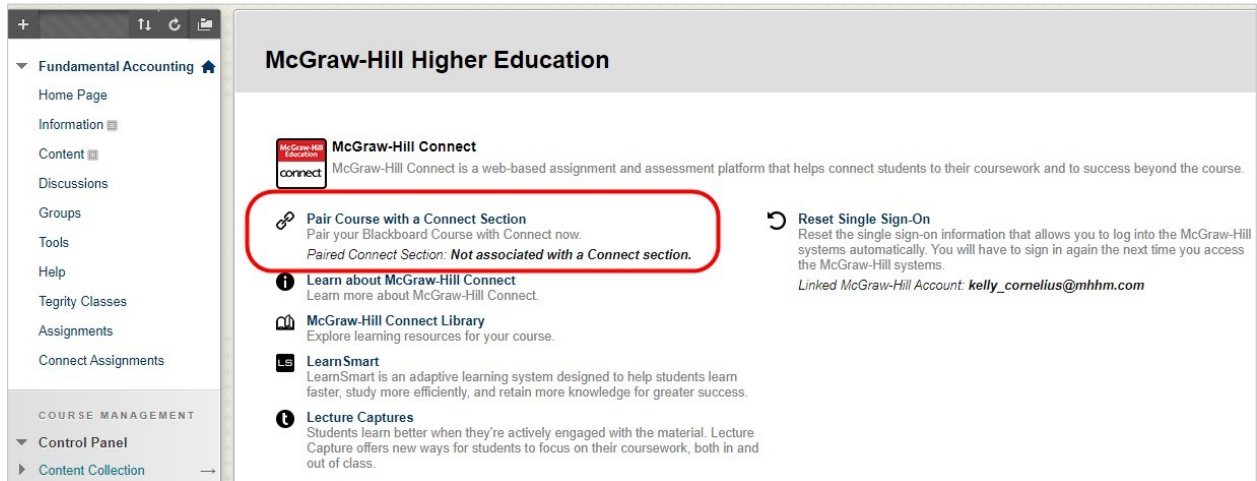 Fundamental Accounting
Home Page
Information
Content
Discussions
Groups
Tools
Help
Tegrity Classes
Assignments
Connect Assignments
COURSE MANAGEMENT
Control Panel
Content Collection
McGraw-Hill Higher Education
McGraw-Hill
Education
connect
McGraw-Hill Connect
McGraw-Hill Connect is a web-based assignment and assessment platform that helps connect students to their coursework and to success beyond the course.
Pair Course with a Connect Section
Pair your Blackboard Course with Connect now.
Paired Connect Section: Not associated with a Connect section.
Learn about McGraw-Hill Connect
Learn more about McGraw-Hill Connect.
McGraw-Hill Connect Library
Explore learning resources for your course.
LS
LearnSmart
LearnSmart is an adaptive learning system designed to help students learn
faster, study more efficiently, and retain more knowledge for greater success.
Lecture Captures
Students learn better when they're actively engaged with the material. Lecture
Capture offers new ways for students to focus on their coursework, both in and
out of class.
Reset Single Sign-On
Reset the single sign-on information that allows you to log into the McGraw-Hill
systems automatically. You will have to sign in again the next time you access
the McGraw-Hill systems.
Linked McGraw-Hill Account: kelly_cornelius@mhhm.com